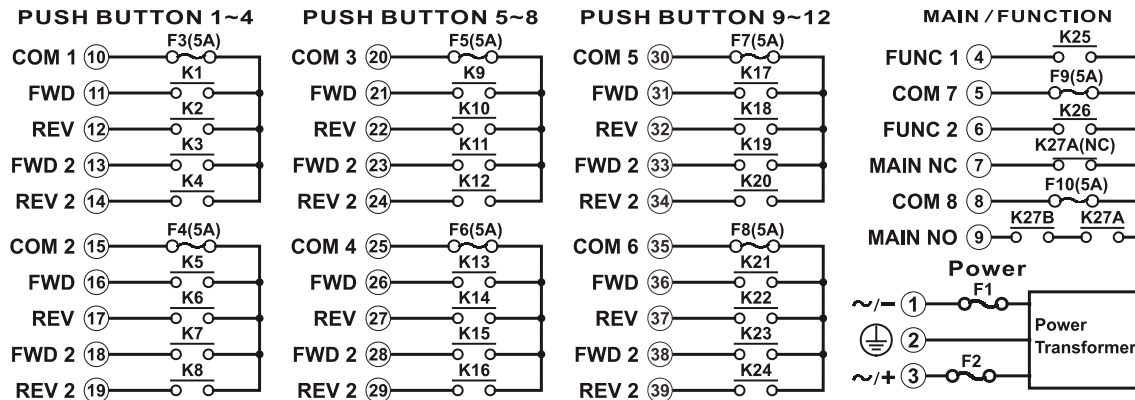 PUSH BUTTON 1~4
F3(5A)
COM 1 10
K1
FWD 11
K2
REV 12
K3
FWD 2 13
K4
REV 2 14
F4(5A)
COM 2 15
K5
FWD 16
K6
REV 17
K7
FWD 2 18
K8
REV 2 19
PUSH BUTTON 5~8
F5(5A)
COM 3 20
K9
FWD 21
K10
REV 22
K11
FWD 2 23
K12
REV 2 24
F6(5A)
COM 4 25
K13
FWD 26
K14
REV 27
K15
FWD 2 28
K16
REV 2 29
PUSH BUTTON 9~12
F7(5A)
COM 5 30
K17
FWD 31
K18
REV 32
K19
FWD 2 33
K20
REV 2 34
F8(5A)
COM 6 35
K21
FWD 36
K22
REV 37
K23
FWD 2 38
K24
REV 2 39
MAIN / FUNCTION
K25
FUNC 1 4
F9(5A)
COM 7 5
K26
FUNC 2 6
K27A(NC)
MAIN NC 7
F10(5A)
COM 8 8
K27B K27A
MAIN NO 9
Power
F1
~/− 1
2
F2
~/+ 3
Power
Transformer